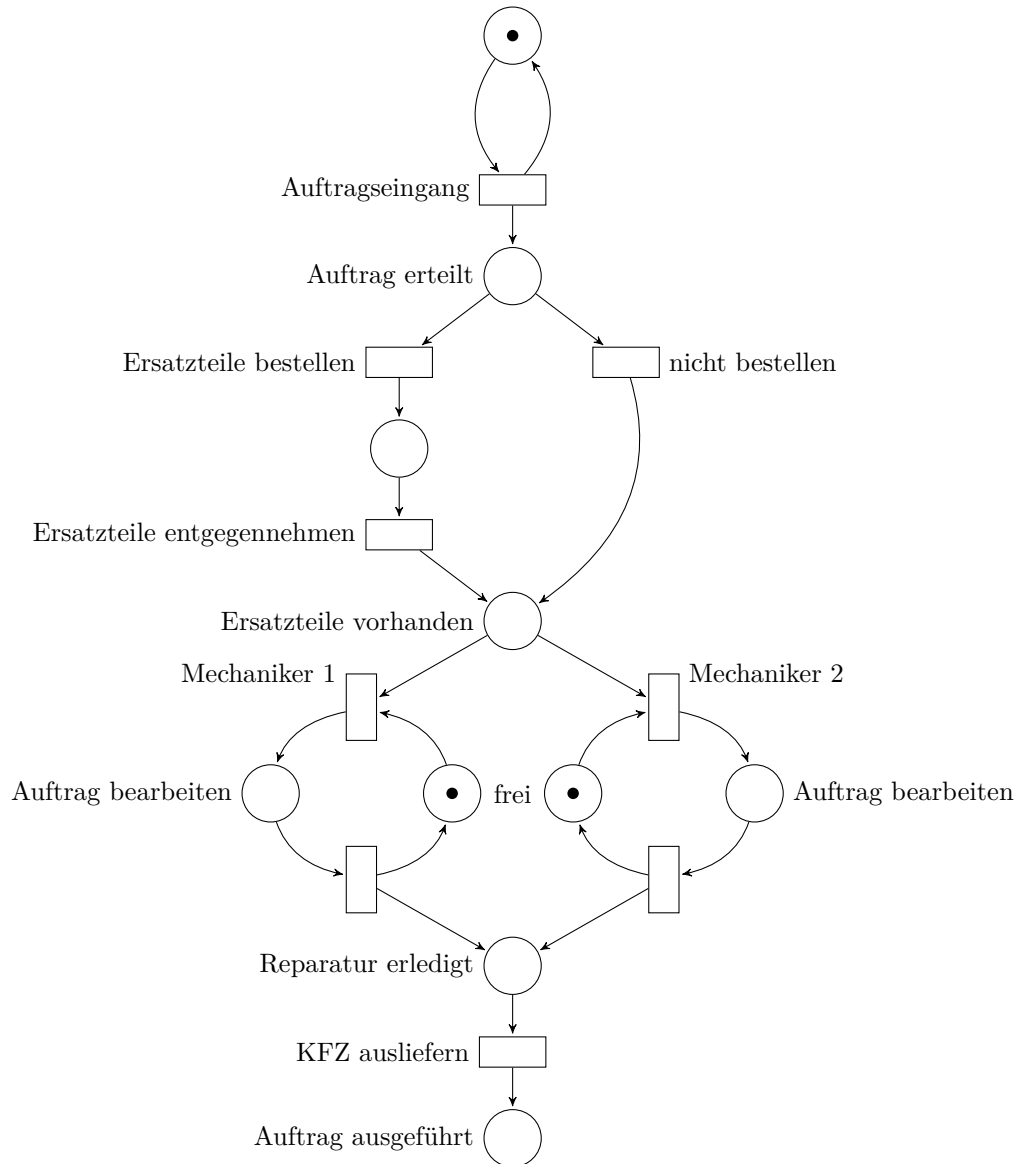 Auftragseingang
Auftrag erteilt
Ersatzteile bestellen
nicht bestellen
Ersatzteile entgegennehmen
Ersatzteile vorhanden
Mechaniker 1
Mechaniker 2
Auftrag bearbeiten
frei
Auftrag bearbeiten
Reparatur erledigt
KFZ ausliefern
Auftrag ausgeführt